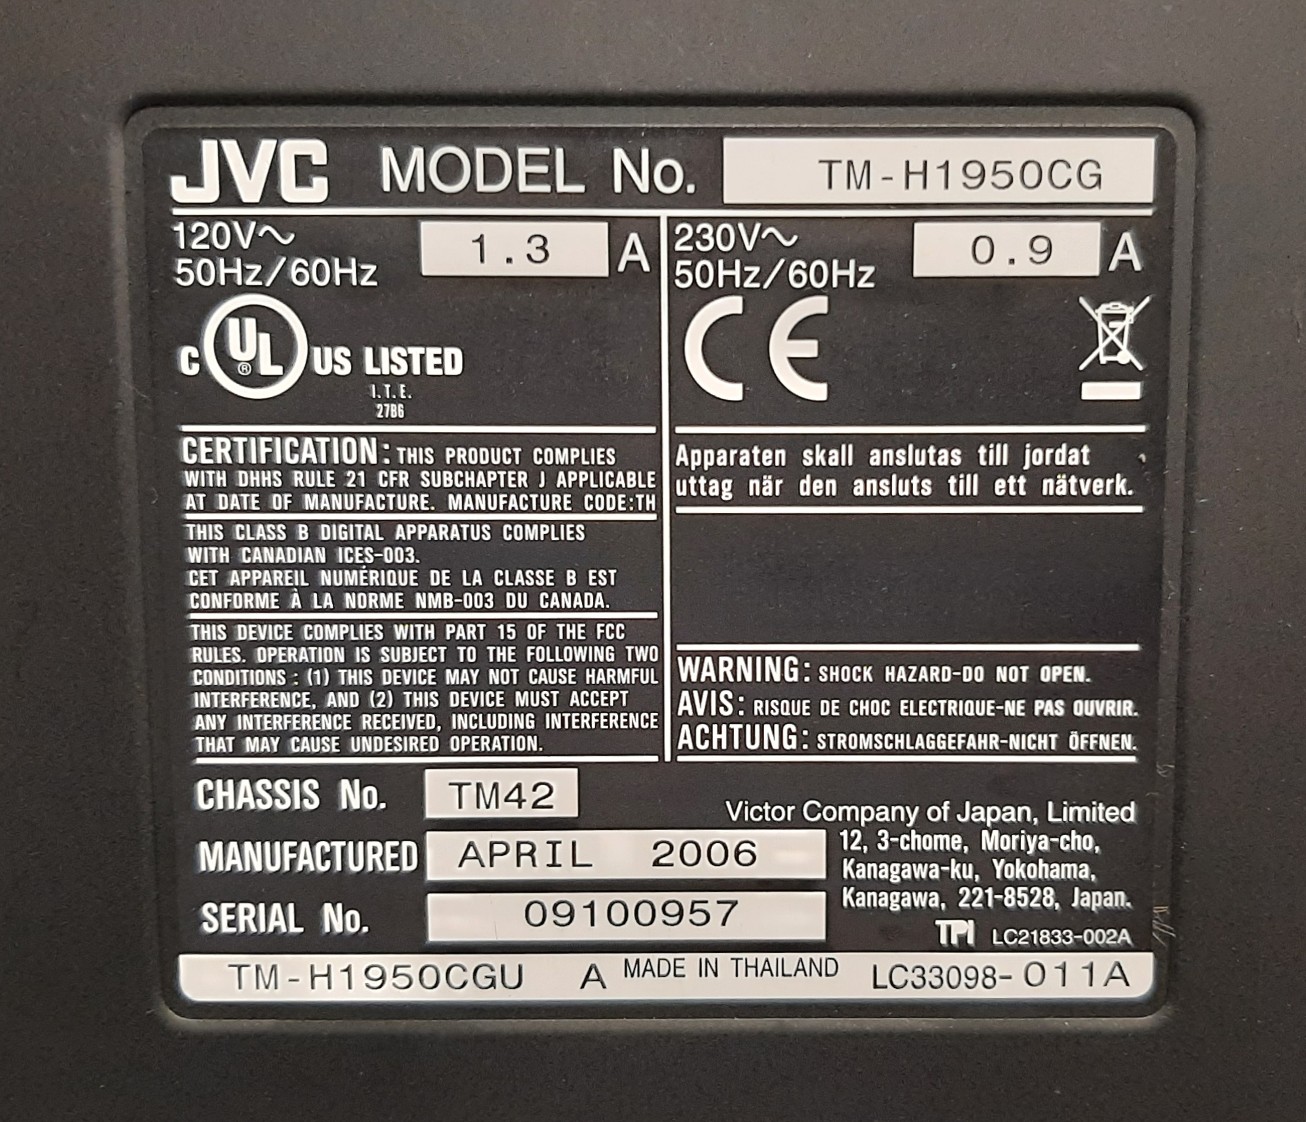 JVC MODEL No. TM-H1950CG
120V~ 1.3 A
50Hz/60Hz
C UL® US LISTED
I.T.E.
27B6
CERTIFICATION: THIS PRODUCT COMPLIES
WITH DHHS RULE 21 CFR SUBCHAPTER J APPLICABLE
AT DATE OF MANUFACTURE. MANUFACTURE CODE:TH
THIS CLASS B DIGITAL APPARATUS COMPLIES
WITH CANADIAN ICES-003.
CET APPAREIL NUMÉRIQUE DE LA CLASSE B EST
CONFORME À LA NORME NMB-003 DU CANADA.
THIS DEVICE COMPLIES WITH PART 15 OF THE FCC
RULES. OPERATION IS SUBJECT TO THE FOLLOWING TWO
CONDITIONS : (1) THIS DEVICE MAY NOT CAUSE HARMFUL
INTERFERENCE, AND (2) THIS DEVICE MUST ACCEPT
ANY INTERFERENCE RECEIVED, INCLUDING INTERFERENCE
THAT MAY CAUSE UNDESIRED OPERATION.
230V~ 0.9 A
50Hz/60Hz
CE
Apparaten skall anslutas till jordat
uttag när den ansluts till ett nätverk.
WARNING: SHOCK HAZARD-DO NOT OPEN.
AVIS: RISQUE DE CHOC ELECTRIQUE-NE PAS OUVRIR.
ACHTUNG: STROMSCHLAGGEFAHR-NICHT ÖFFNEN.
CHASSIS No. TM42
MANUFACTURED APRIL 2006
SERIAL No. 09100957
Victor Company of Japan, Limited
12, 3-chome, Moriya-cho,
Kanagawa-ku, Yokohama,
Kanagawa, 221-8528, Japan.
TPI LC21833-002A
TM-H1950CGU A MADE IN THAILAND LC33098-011A